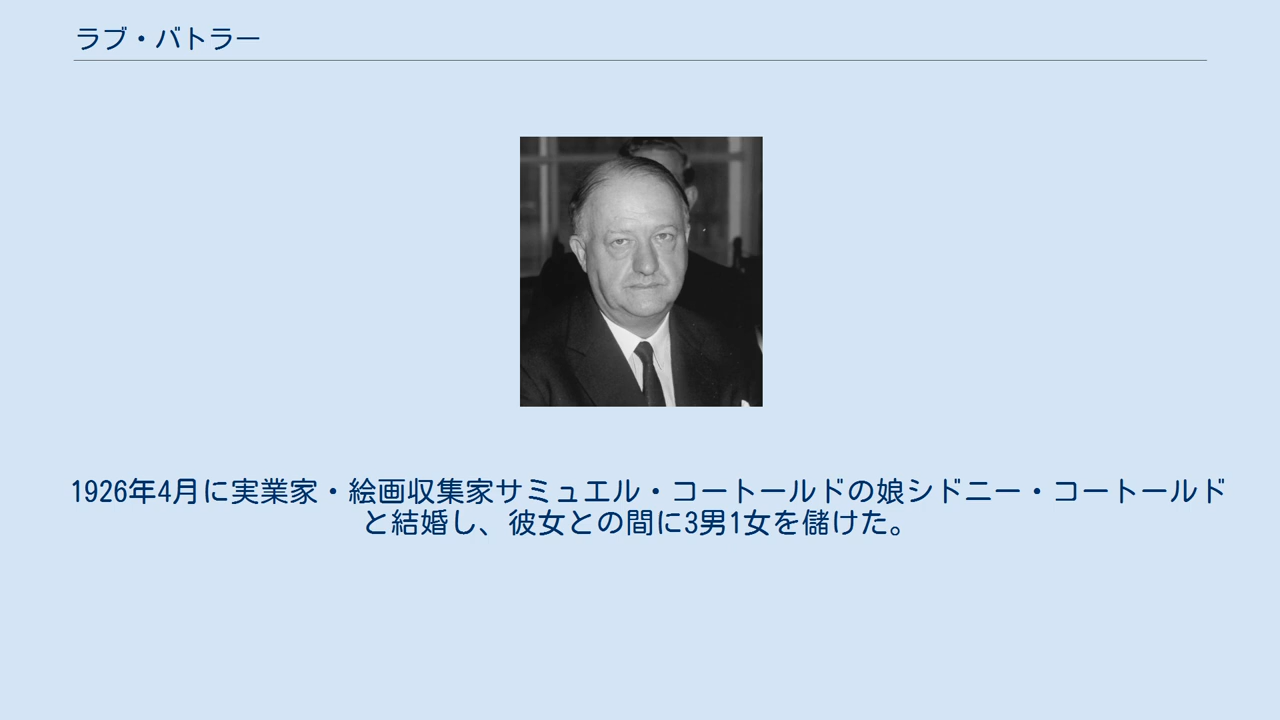 ラブ・バトラー
1926年4月に実業家・絵画収集家サミュエル・コートールドの娘シドニー・コートールド
と結婚し、彼女との間に3男1女を儲けた。